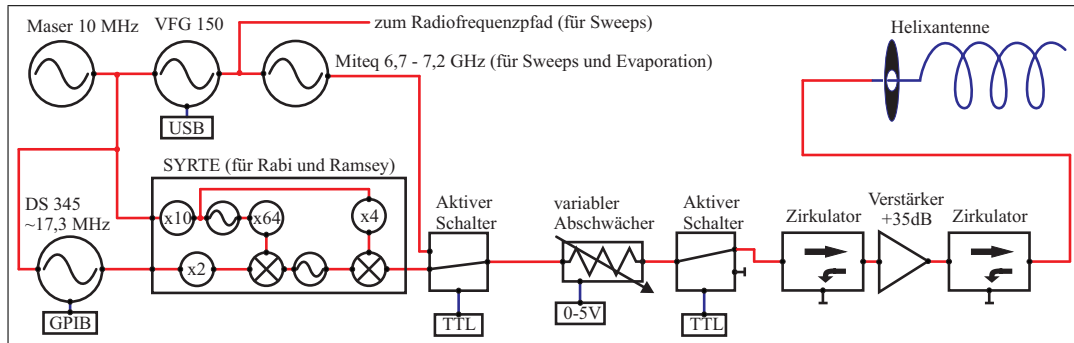 Maser 10 MHz
VFG 150
zum Radiofrequenzpfad (für Sweeps)
Miteq 6,7 - 7,2 GHz (für Sweeps und Evaporation)
Helixantenne
USB
SYRTE (für Rabi und Ramsey)
DS 345
~17,3 MHz
x10
x64
x4
x2
GPIB
Aktiver
Schalter
TTL
variabler
Abschwächer
0-5V
Aktiver
Schalter
TTL
Zirkulator
Verstärker
+35dB
Zirkulator